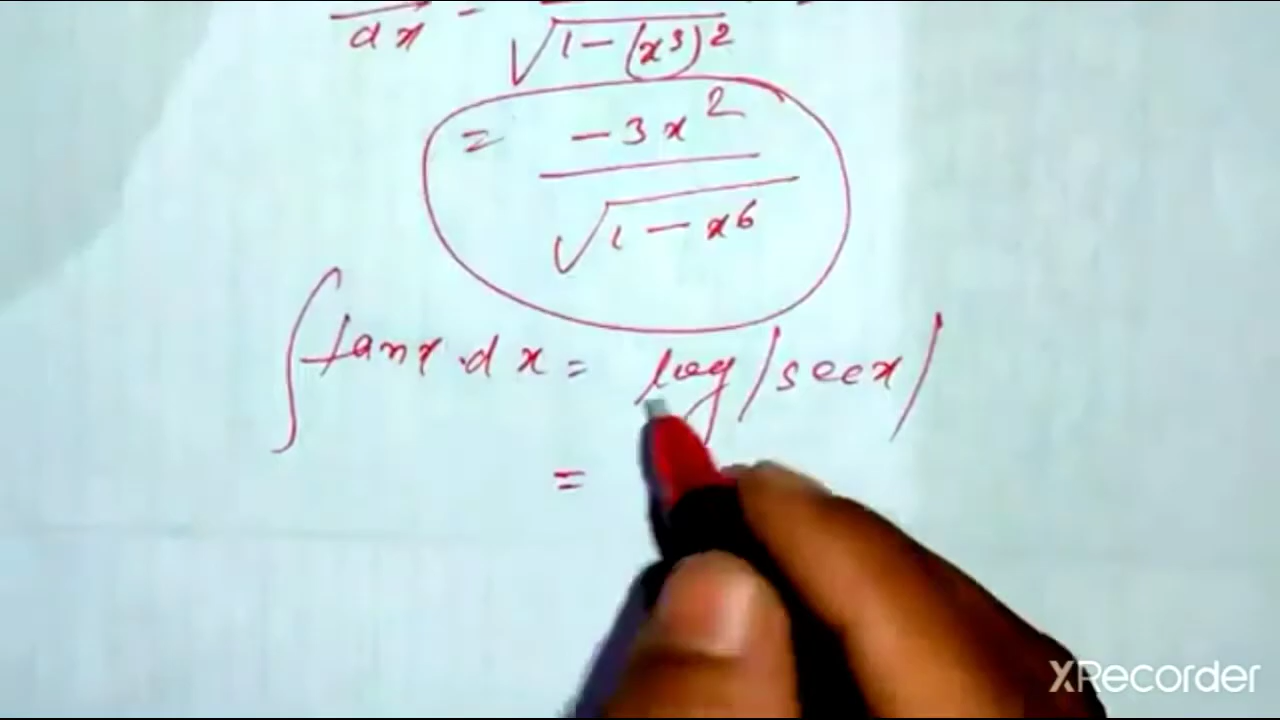 dx = √1-(x³)²
= -3x² / √1-x⁶
∫tanx.dx = log|secx|
=
XRecorder